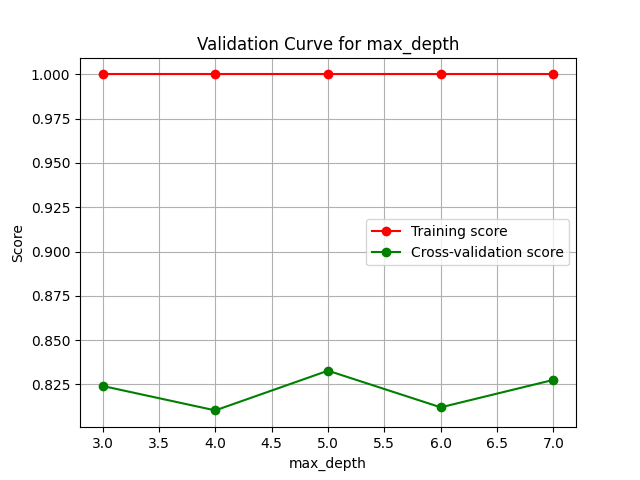 Validation Curve for max_depth
1.000
0.975
0.950
0.925
0.900
0.875
0.850
0.825
Score
Training score
Cross-validation score
3.0 3.5 4.0 4.5 5.0 5.5 6.0 6.5 7.0
max_depth